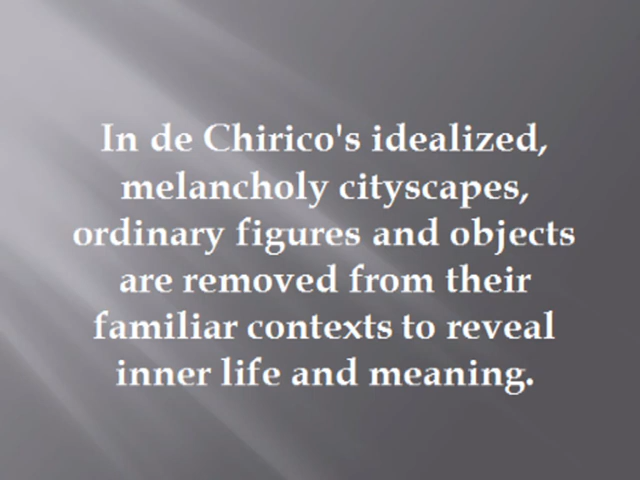 In de Chirico's idealized,
melancholy cityscapes,
ordinary figures and objects
are removed from their
familiar contexts to reveal
inner life and meaning.